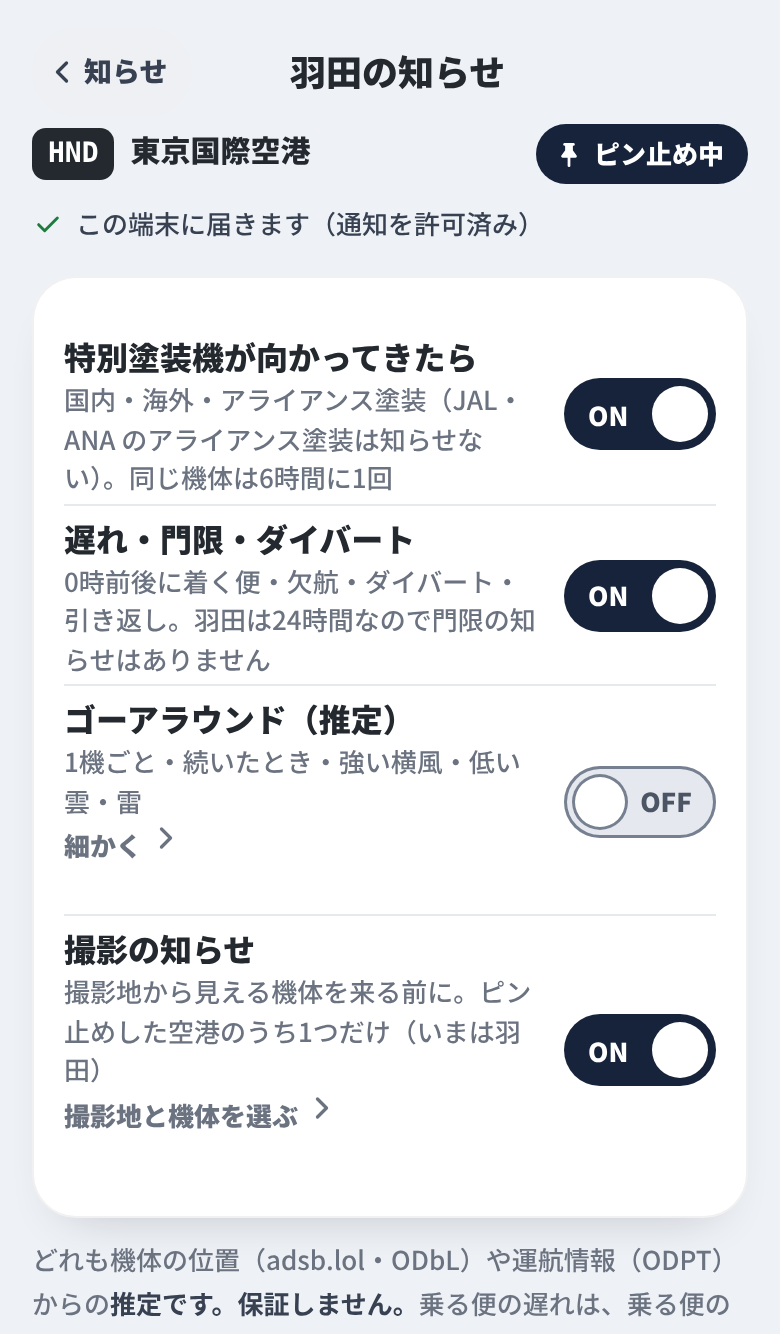 知らせ
羽田の知らせ
HND 東京国際空港
ピン止め中
この端末に届きます（通知を許可済み）
特別塗装機が向かってきたら
国内・海外・アライアンス塗装（JAL・
ANA のアライアンス塗装は知らせな
い）。同じ機体は6時間に1回
ON
遅れ・門限・ダイバート
0時前後に着く便・欠航・ダイバート・
引き返し。羽田は24時間なので門限の知
らせはありません
ON
ゴーアラウンド（推定）
1機ごと・続いたとき・強い横風・低い
雲・雷
細かく
OFF
撮影の知らせ
撮影地から見える機体を来る前に。ピン
止めした空港のうち1つだけ（いまは羽
田）
撮影地と機体を選ぶ
ON
どれも機体の位置（adsb.lol・ODbL）や運航情報（ODPT）
からの推定です。保証しません。乗る便の遅れは、乗る便の